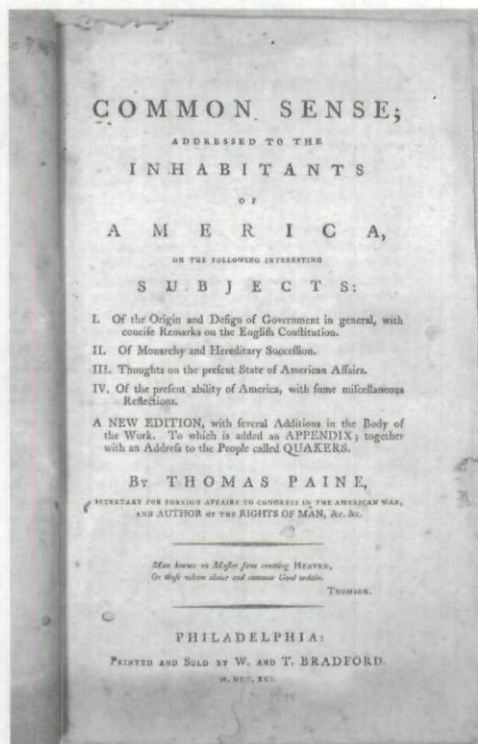 COMMON SENSE;
ADDRESSED TO THE
INHABITANTS
OF
AMERICA,
ON THE FOLLOWING INTERESTING
SUBJECTS:
I. Of the Origin and Deſign of Government in general, with
conciſe Remarks on the Engliſh Conſtitution.
II. Of Monarchy and Hereditary Succeſſion.
III. Thoughts on the preſent State of American Affairs.
IV. Of the preſent ability of America, with ſome miſcellaneous
Reflections.
A NEW EDITION, with ſeveral Additions in the Body of
the Work. To which is added an APPENDIX; together
with an Addreſs to the People called QUAKERS.
BY THOMAS PAINE,
SECRETARY FOR FOREIGN AFFAIRS TO CONGRESS IN THE AMERICAN WAR,
AND AUTHOR OF THE RIGHTS OF MAN, &c. &c.
Man knows no Maſter ſave creating HEAVEN,
Or thoſe whom choice and common Good ordain.
THOMSON.
PHILADELPHIA:
PRINTED AND SOLD BY W. AND T. BRADFORD.